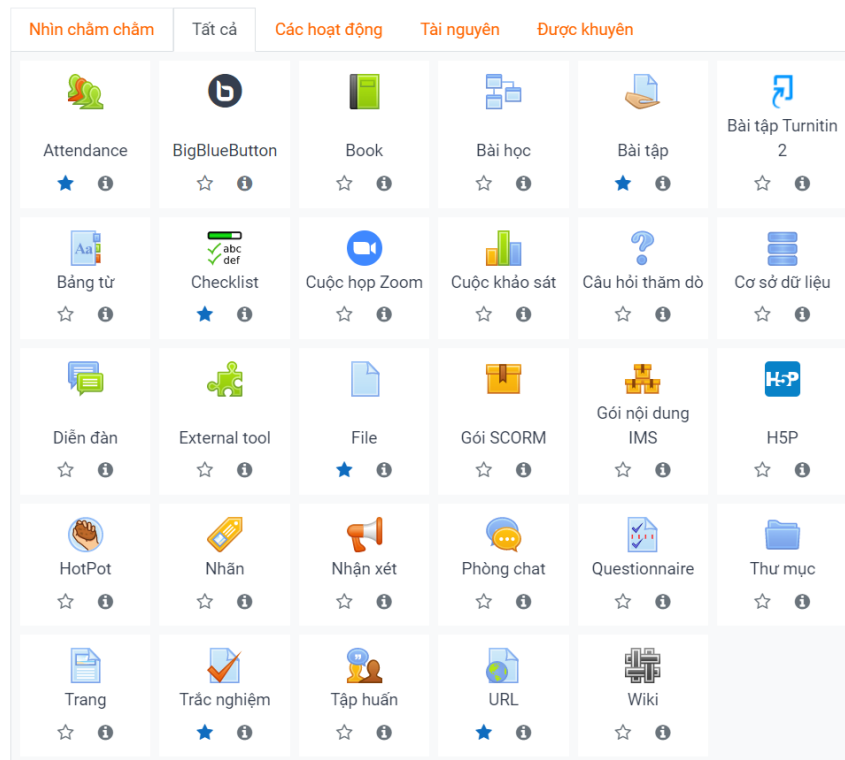 Nhìn chằm chằm
Tất cả
Các hoạt động
Tài nguyên
Được khuyên
Attendance
BigBlueButton
Book
Bài học
Bài tập
Bài tập Turnitin
2
Aa
Bảng từ
abc
def
Checklist
Cuộc họp Zoom
Cuộc khảo sát
Câu hỏi thăm dò
Cơ sở dữ liệu
Diễn đàn
External tool
File
Gói SCORM
Gói nội dung
IMS
H5P
H5P
HotPot
Nhãn
Nhận xét
Phòng chat
Questionnaire
Thư mục
Trang
Trắc nghiệm
Tập huấn
URL
Wiki